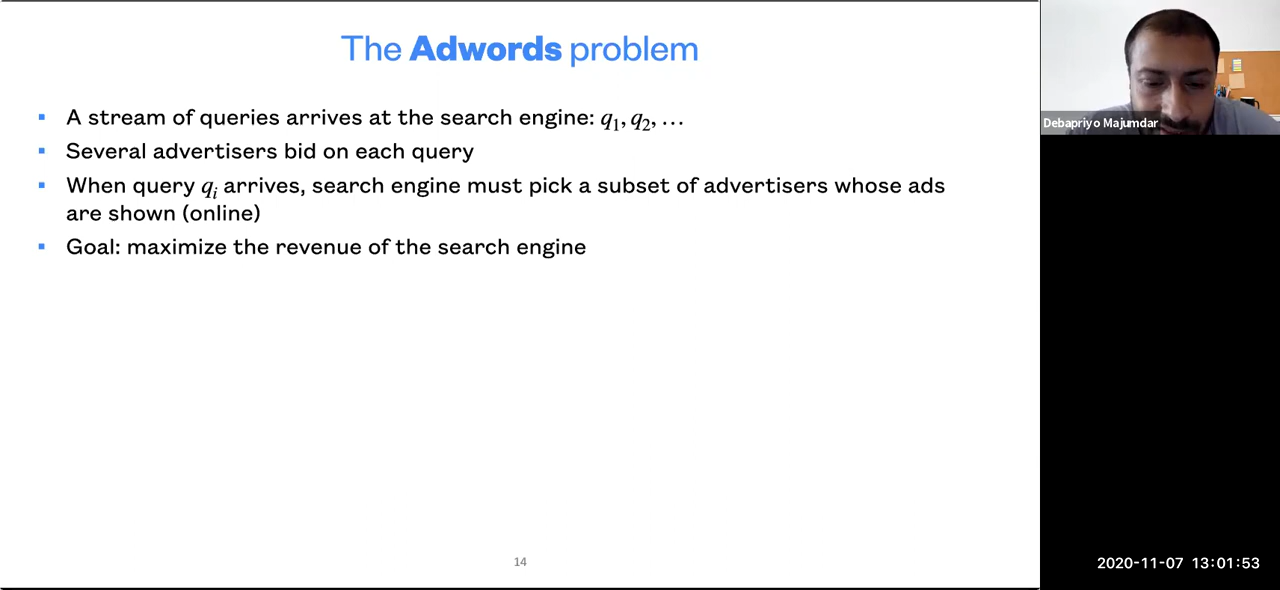 The Adwords problem
▪ A stream of queries arrives at the search engine: q₁, q₂, …
▪ Several advertisers bid on each query
▪ When query qᵢ arrives, search engine must pick a subset of advertisers whose ads
are shown (online)
▪ Goal: maximize the revenue of the search engine
14
Debapriyo Majumdar
2020-11-07 13:01:53